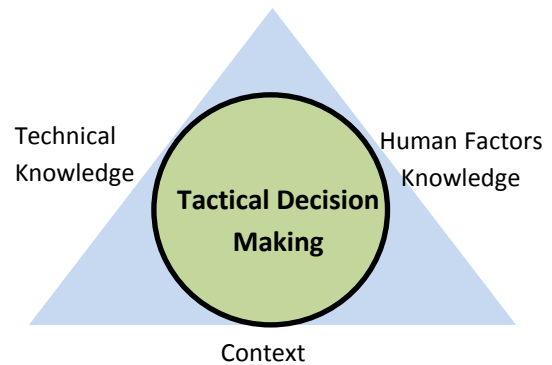 Technical
Knowledge
Human Factors
Knowledge
Tactical Decision
Making
Context